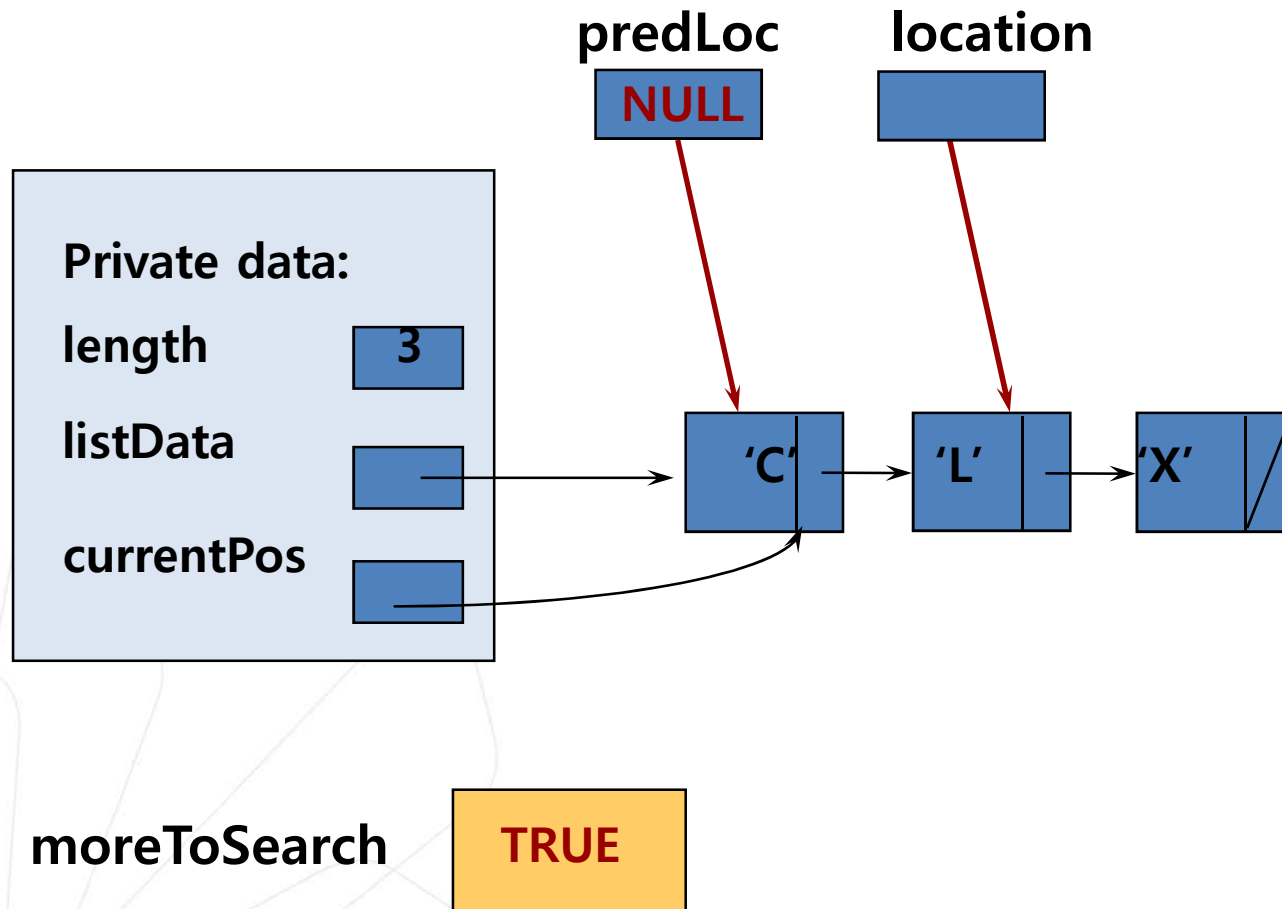 predLoc location
NULL
Private data:
length 3
listData
‘C’ ‘L’ ‘X’
currentPos
moreToSearch TRUE